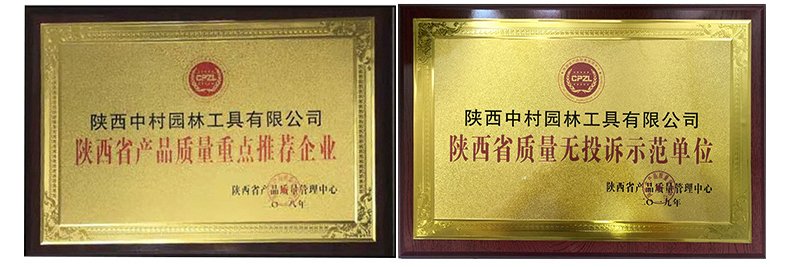 CPZL
陕西中村园林工具有限公司
陕西省产品质量重点推荐企业
陕西省产品质量管理中心
二〇一八年
CPZL
陕西中村园林工具有限公司
陕西省质量无投诉示范单位
陕西省产品质量管理中心
二〇一九年